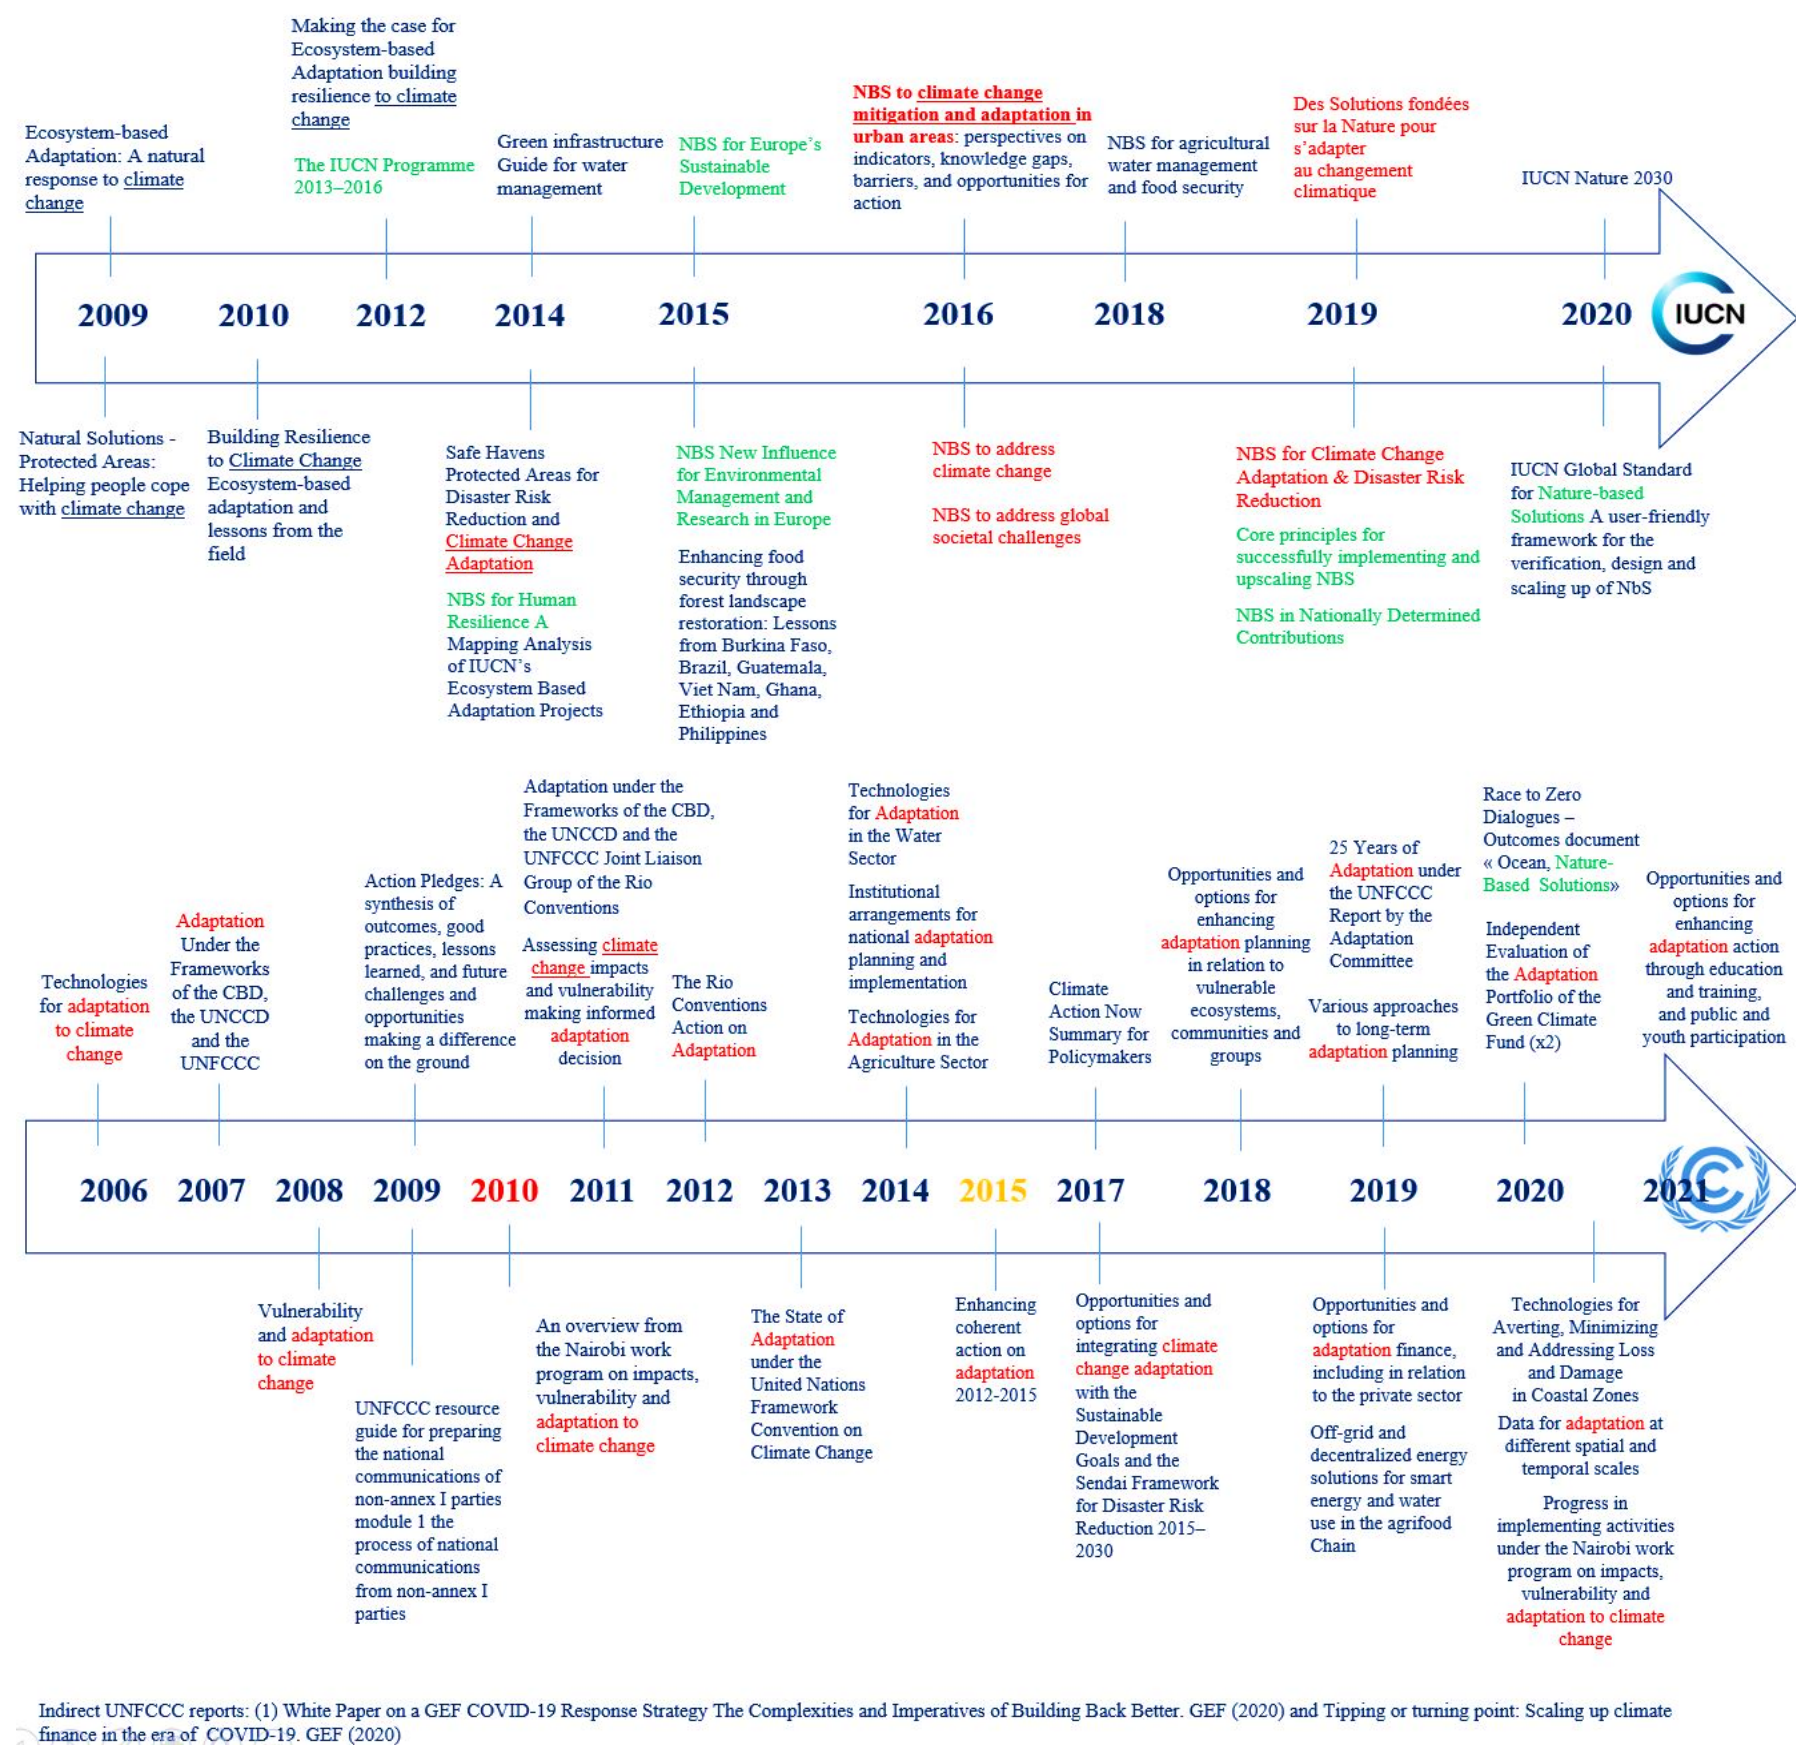 Making the case for
Ecosystem-based
Adaptation building
resilience to climate
change
The IUCN Programme
2013–2016
Ecosystem-based
Adaptation: A natural
response to climate
change
Green infrastructure
Guide for water
management
NBS for Europe’s
Sustainable
Development
NBS to climate change
mitigation and adaptation in
urban areas: perspectives on
indicators, knowledge gaps,
barriers, and opportunities for
action
NBS for agricultural
water management
and food security
Des Solutions fondées
sur la Nature pour
s’adapter
au changement
climatique
IUCN Nature 2030
2009 2010 2012 2014 2015 2016 2018 2019 2020 IUCN
Natural Solutions -
Protected Areas:
Helping people cope
with climate change
Building Resilience
to Climate Change
Ecosystem-based
adaptation and
lessons from the
field
Safe Havens
Protected Areas for
Disaster Risk
Reduction and
Climate Change
Adaptation
NBS for Human
Resilience A
Mapping Analysis
of IUCN’s
Ecosystem Based
Adaptation Projects
NBS New Influence
for Environmental
Management and
Research in Europe
Enhancing food
security through
forest landscape
restoration: Lessons
from Burkina Faso,
Brazil, Guatemala,
Viet Nam, Ghana,
Ethiopia and
Philippines
NBS to address
climate change
NBS to address global
societal challenges
NBS for Climate Change
Adaptation & Disaster Risk
Reduction
Core principles for
successfully implementing and
upscaling NBS
NBS in Nationally Determined
Contributions
IUCN Global Standard
for Nature-based
Solutions A user-friendly
framework for the
verification, design and
scaling up of NbS
Technologies
for adaptation
to climate
change
Adaptation
Under the
Frameworks
of the CBD,
the UNCCD
and the
UNFCCC
Action Pledges: A
synthesis of
outcomes, good
practices, lessons
learned, and future
challenges and
opportunities
making a difference
on the ground
Adaptation under the
Frameworks of the CBD,
the UNCCD and the
UNFCCC Joint Liaison
Group of the Rio
Conventions
Assessing climate
change impacts
and vulnerability
making informed
adaptation
decision
The Rio
Conventions
Action on
Adaptation
Technologies
for Adaptation
in the Water
Sector
Institutional
arrangements for
national adaptation
planning and
implementation
Technologies for
Adaptation in the
Agriculture Sector
Climate
Action Now
Summary for
Policymakers
Opportunities and
options for
enhancing
adaptation planning
in relation to
vulnerable
ecosystems,
communities and
groups
25 Years of
Adaptation under
the UNFCCC
Report by the
Adaptation
Committee
Various approaches
to long-term
adaptation planning
Race to Zero
Dialogues –
Outcomes document
« Ocean, Nature-
Based Solutions»
Independent
Evaluation of
the Adaptation
Portfolio of the
Green Climate
Fund (x2)
Opportunities and
options for
enhancing
adaptation action
through education
and training,
and public and
youth participation
2006 2007 2008 2009 2010 2011 2012 2013 2014 2015 2017 2018 2019 2020 2021
Vulnerability
and adaptation
to climate
change
UNFCCC resource
guide for preparing
the national
communications of
non-annex I parties
module 1 the
process of national
communications
from non-annex I
parties
An overview from
the Nairobi work
program on impacts,
vulnerability and
adaptation to
climate change
The State of
Adaptation
under the
United Nations
Framework
Convention on
Climate Change
Enhancing
coherent
action on
adaptation
2012-2015
Opportunities and
options for
integrating climate
change adaptation
with the
Sustainable
Development
Goals and the
Sendai Framework
for Disaster Risk
Reduction 2015–
2030
Opportunities and
options for
adaptation finance,
including in relation
to the private sector
Off-grid and
decentralized energy
solutions for smart
energy and water
use in the agrifood
Chain
Technologies for
Averting, Minimizing
and Addressing Loss
and Damage
in Coastal Zones
Data for adaptation at
different spatial and
temporal scales
Progress in
implementing activities
under the Nairobi work
program on impacts,
vulnerability and
adaptation to climate
change
Indirect UNFCCC reports: (1) White Paper on a GEF COVID-19 Response Strategy The Complexities and Imperatives of Building Back Better. GEF (2020) and Tipping or turning point: Scaling up climate
finance in the era of COVID-19. GEF (2020)